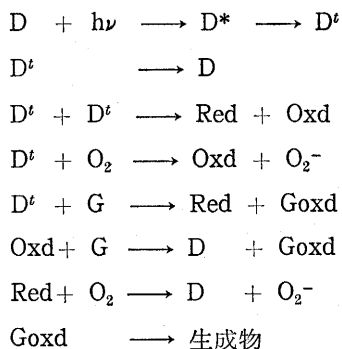 D + hν ⟶ D* ⟶ Dᵗ
Dᵗ ⟶ D
Dᵗ + Dᵗ ⟶ Red + Oxd
Dᵗ + O₂ ⟶ Oxd + O₂⁻
Dᵗ + G ⟶ Red + Goxd
Oxd+ G ⟶ D + Goxd
Red+ O₂ ⟶ D + O₂⁻
Goxd ⟶ 生成物